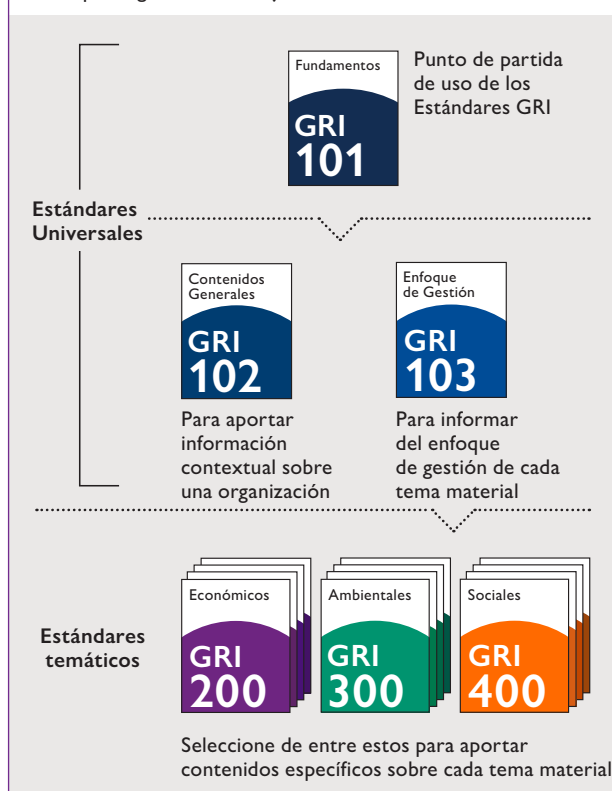 Fundamentos
GRI
101
Punto de partida
de uso de los
Estándares GRI
Estándares
Universales
Contenidos
Generales
GRI
102
Enfoque
de Gestión
GRI
103
Para aportar
información
contextual sobre
una organización
Para informar
del enfoque
de gestión de cada
tema material
Estándares
temáticos
Económicos
GRI
200
Ambientales
GRI
300
Sociales
GRI
400
Seleccione de entre estos para aportar
contenidos específicos sobre cada tema material